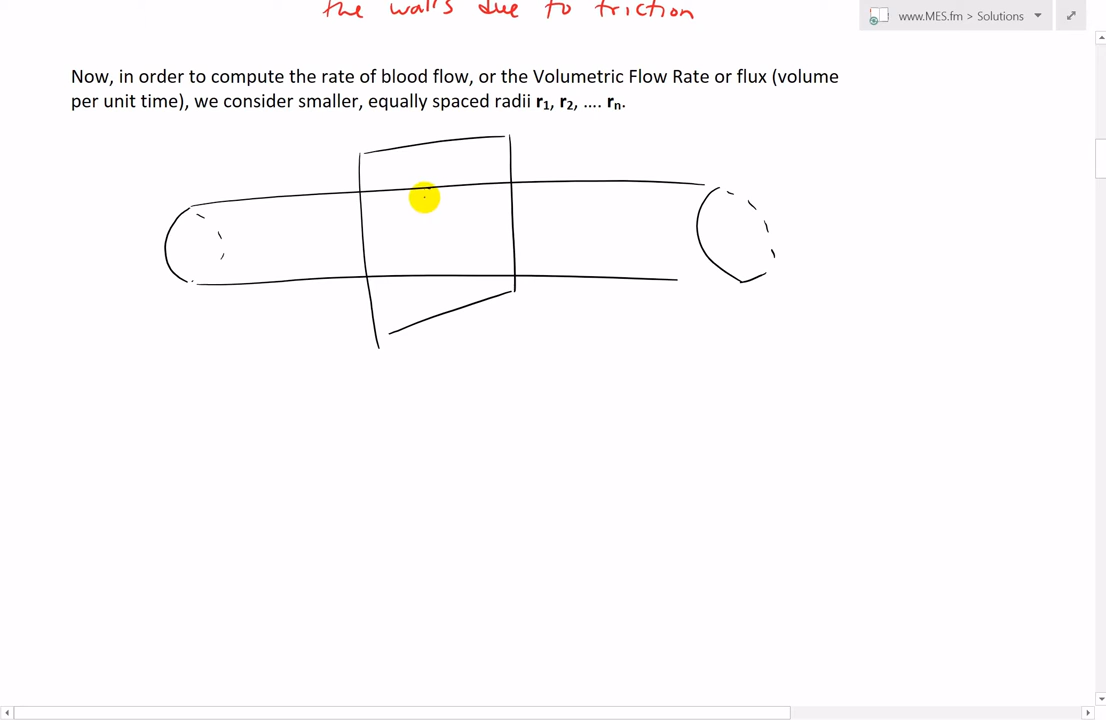 the walls due to friction
www.MES.fm > Solutions
Now, in order to compute the rate of blood flow, or the Volumetric Flow Rate or flux (volume
per unit time), we consider smaller, equally spaced radii r₁, r₂, .... rₙ.